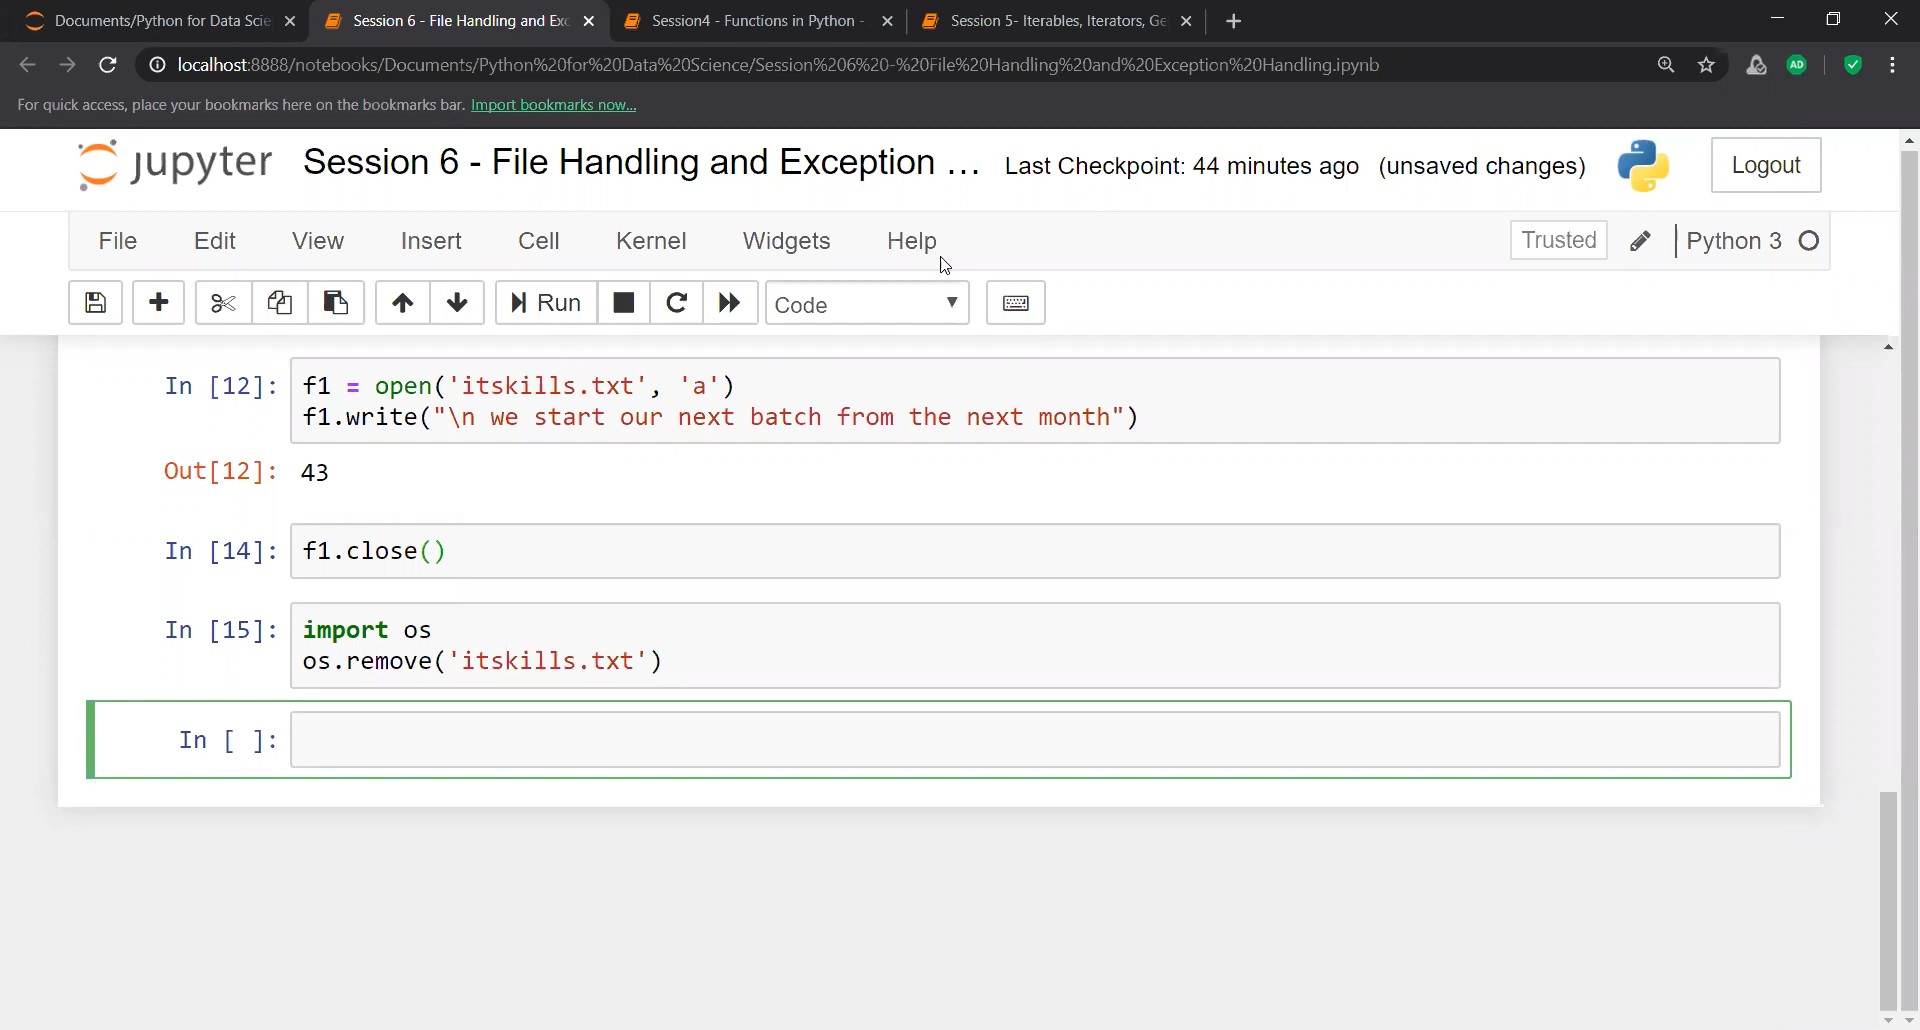 Documents/Python for Data Scie
Session 6 - File Handling and Exc
Session4 - Functions in Python -
Session 5- Iterables, Iterators, Ge
localhost:8888/notebooks/Documents/Python%20for%20Data%20Science/Session%206%20-%20File%20Handling%20and%20Exception%20Handling.ipynb
AD
For quick access, place your bookmarks here on the bookmarks bar. Import bookmarks now...
jupyter Session 6 - File Handling and Exception ... Last Checkpoint: 44 minutes ago (unsaved changes) Logout
File Edit View Insert Cell Kernel Widgets Help Trusted Python 3
Run Code
In [12]: f1 = open('itskills.txt', 'a')
f1.write("\n we start our next batch from the next month")
Out[12]: 43
In [14]: f1.close()
In [15]: import os
os.remove('itskills.txt')
In [ ]: